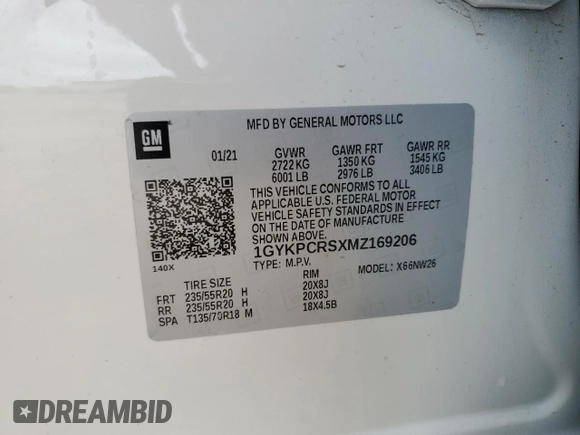 GM
MFD BY GENERAL MOTORS LLC
01/21
GVWR GAWR FRT GAWR RR
2722 KG 1350 KG 1545 KG
6001 LB 2976 LB 3406 LB
THIS VEHICLE CONFORMS TO ALL
APPLICABLE U.S. FEDERAL MOTOR
VEHICLE SAFETY STANDARDS IN EFFECT
ON THE DATE OF MANUFACTURE
SHOWN ABOVE.
1GYKPCRSXMZ169206
140X
TYPE: M.P.V. MODEL: X66NW26
TIRE SIZE RIM
FRT 235/55R20 H 20X8J
RR 235/55R20 H 20X8J
SPA T135/70R18 M 18X4.5B
DREAMBID